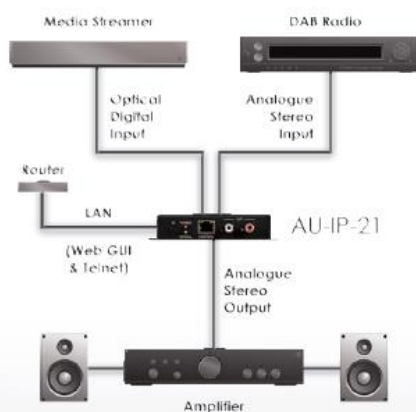 Media Streamer
DAB Radio
Optical
Digital
Input
Analogue
Stereo
Input
Router
LAN
(Web GUI
& Telnet)
AU-IP-21
Analogue
Stereo
Output
Amplifier